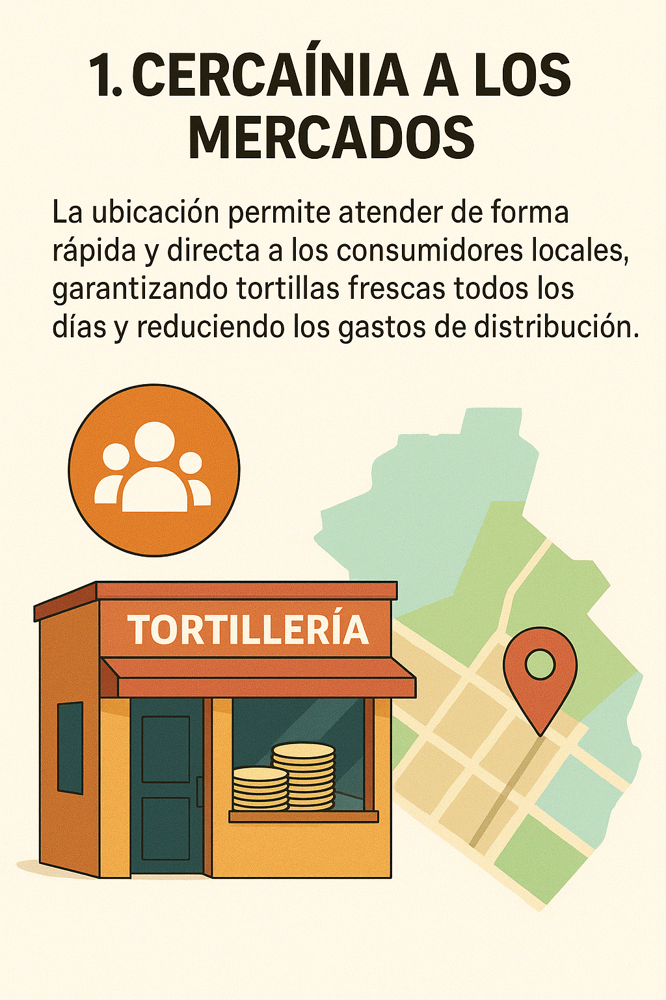 1. CERCAÍNIA A LOS
MERCADOS
La ubicación permite atender de forma
rápida y directa a los consumidores locales,
garantizando tortillas frescas todos los
días y reduciendo los gastos de distribución.
TORTILLERÍA